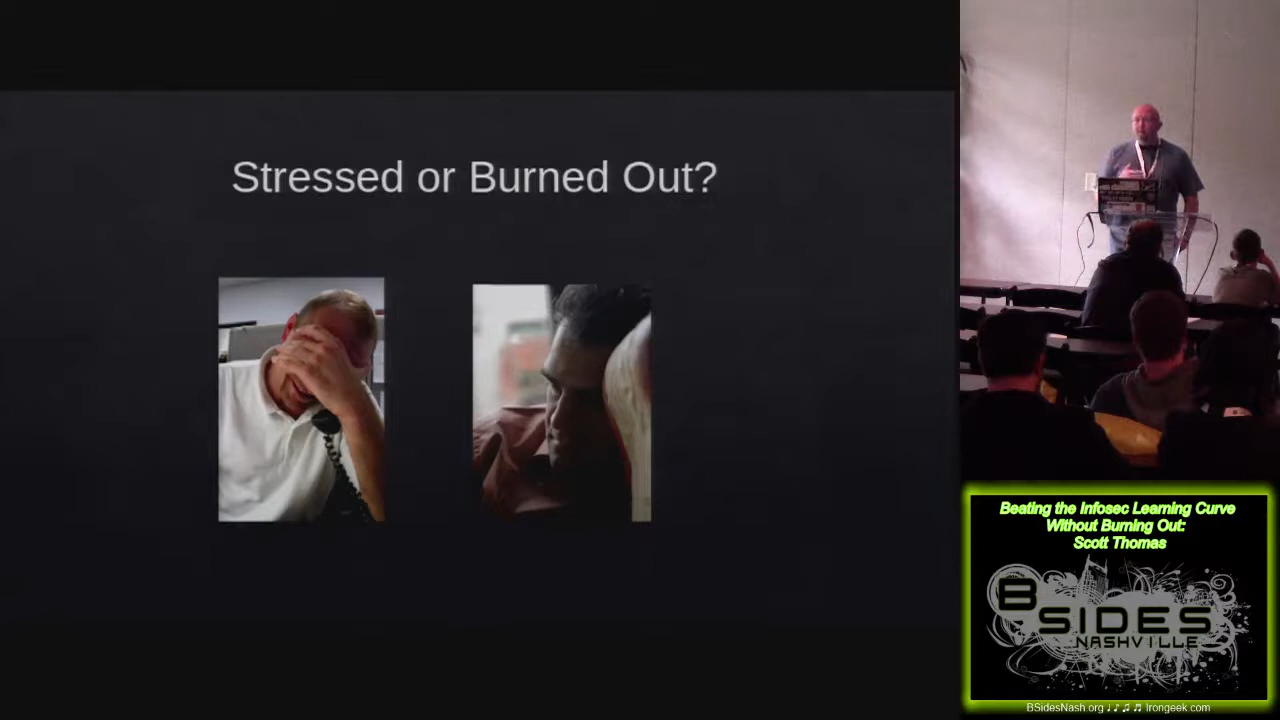 Stressed or Burned Out?
Beating the Infosec Learning Curve
Without Burning Out:
Scott Thomas
BSIDES
NASHVILLE
BSidesNash.org ♩ ♪ ♫ ♬ Irongeek.com